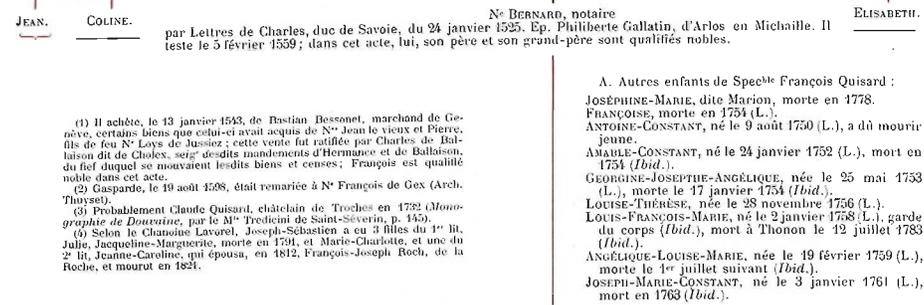 JEAN.
COLINE.
Ne BERNARD, notaire
ELISABETH.
par Lettres de Charles, duc de Savoie, du 24 janvier 1525. Ep. Philiberte Gallatin, d'Arlos en Michaille. Il
teste le 5 février 1559 ; dans cet acte, lui, son père et son grand-père sont qualifiés nobles.
(1) Il achète, le 13 janvier 1543, de Bastian Bessonet, marchand de Ge-
nève, certains biens que celui-ci avait acquis de Ne Jean le vieux et Pierre,
fils de feu Ne Loys de Jussiez ; cette vente fut ratifiée par Charles de Bal-
laison dit de Cholex, seigr desdits mandements d'Hermance et de Ballaison,
du fief duquel se mouvaient lesdits biens et censes ; François est qualifié
noble dans cet acte.
(2) Gasparde, le 19 août 1598, était remariée à Ne François de Gex (Arch.
Thuyset).
(3) Probablement Claude Quisard, châtelain de Troches en 1732 (Mono-
graphie de Douvaine, par le Mis Tredicini de Saint-Séverin, p. 145).
(4) Selon le Chanoine Lavorel, Joseph-Sébastien a eu 3 filles du 1er lit,
Julie, Jacqueline-Marguerite, morte en 1791, et Marie-Charlotte, et une du
2e lit, Jeanne-Caroline, qui épousa, en 1812, François-Joseph Roch, de la
Roche, et mourut en 1824.
A. Autres enfants de Specble François Quisard :
JOSÉPHINE-MARIE, dite Marion, morte en 1778.
FRANÇOISE, morte en 1754 (L.).
ANTOINE-CONSTANT, né le 9 août 1750 (L.), a dû mourir
jeune.
AMABLE-CONSTANT, né le 24 janvier 1752 (L.), mort en
1754 (Ibid.).
GEORGINE-JOSEPTHE-ANGÉLIQUE, née le 25 mai 1753
(L.), morte le 17 janvier 1754 (Ibid.).
LOUISE-THÉRÈSE, née le 28 novembre 1756 (L.).
LOUIS-FRANÇOIS-MARIE, né le 2 janvier 1758 (L.), garde
du corps (Ibid.), mort à Thonon le 12 juillet 1783
(Ibid.).
ANGÉLIQUE-LOUISE-MARIE, née le 19 février 1759 (L.),
morte le 1er juillet suivant (Ibid.).
JOSEPH-MARIE-CONSTANT, né le 3 janvier 1761 (L.),
mort en 1763 (Ibid.).